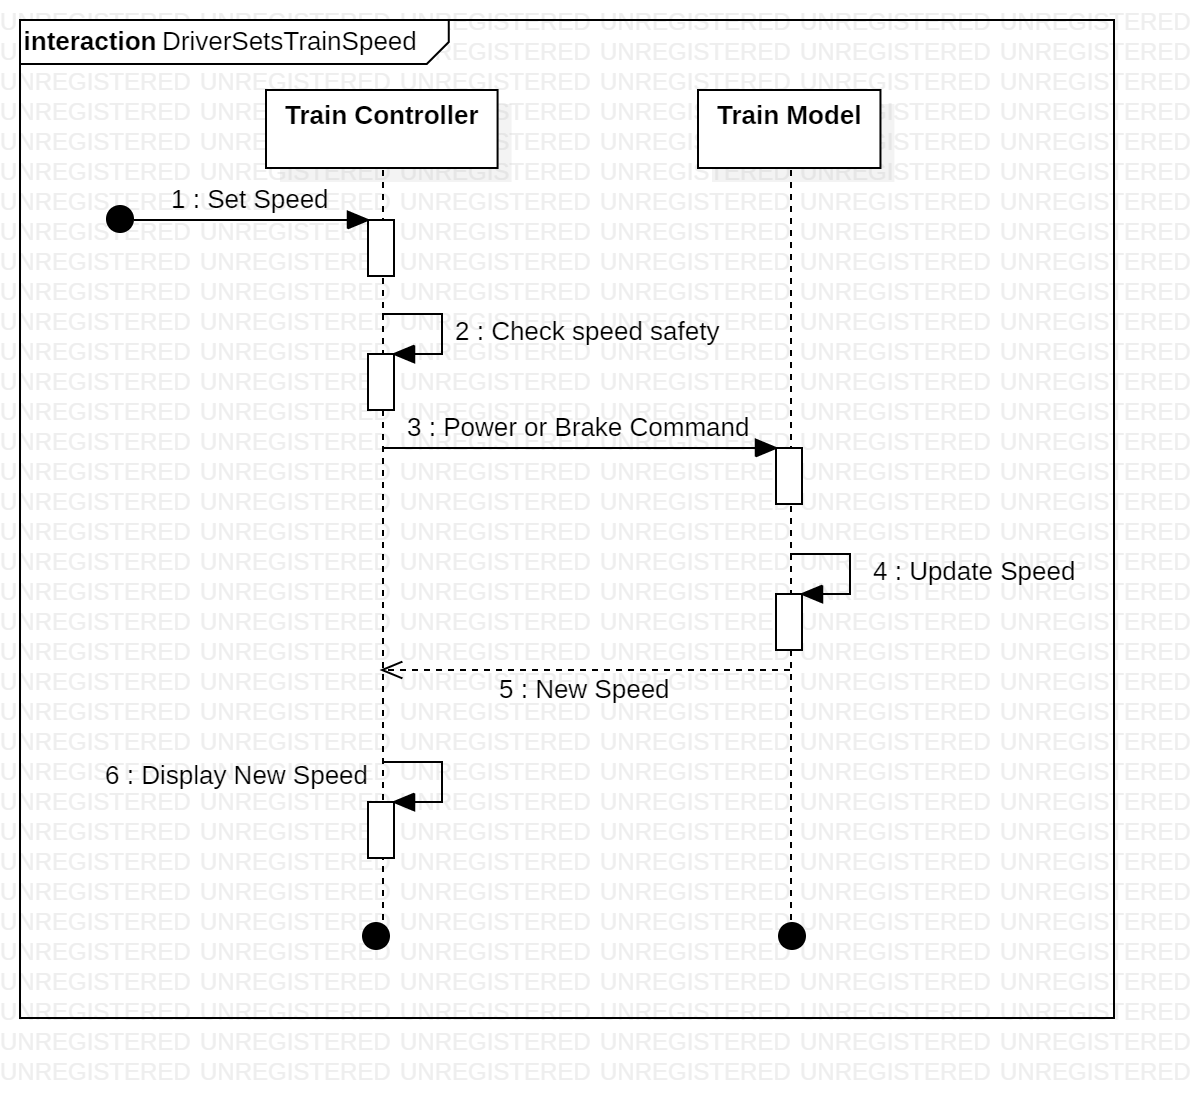 interaction DriverSetsTrainSpeed
Train Controller
Train Model
1 : Set Speed
2 : Check speed safety
3 : Power or Brake Command
4 : Update Speed
5 : New Speed
6 : Display New Speed
UNREGISTERED